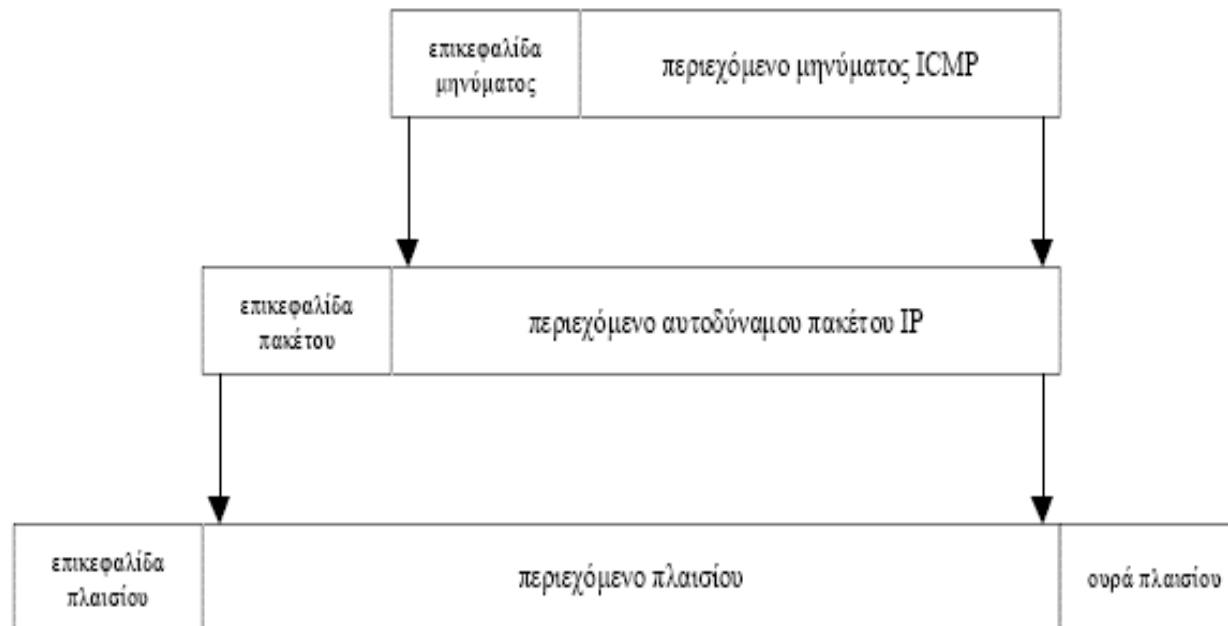 επικεφαλίδα
μηνύματος
περιεχόμενο μηνύματος ICMP
επικεφαλίδα
πακέτου
περιεχόμενο αυτοδύναμου πακέτου IP
επικεφαλίδα
πλαισίου
περιεχόμενο πλαισίου
ουρά πλαισίου